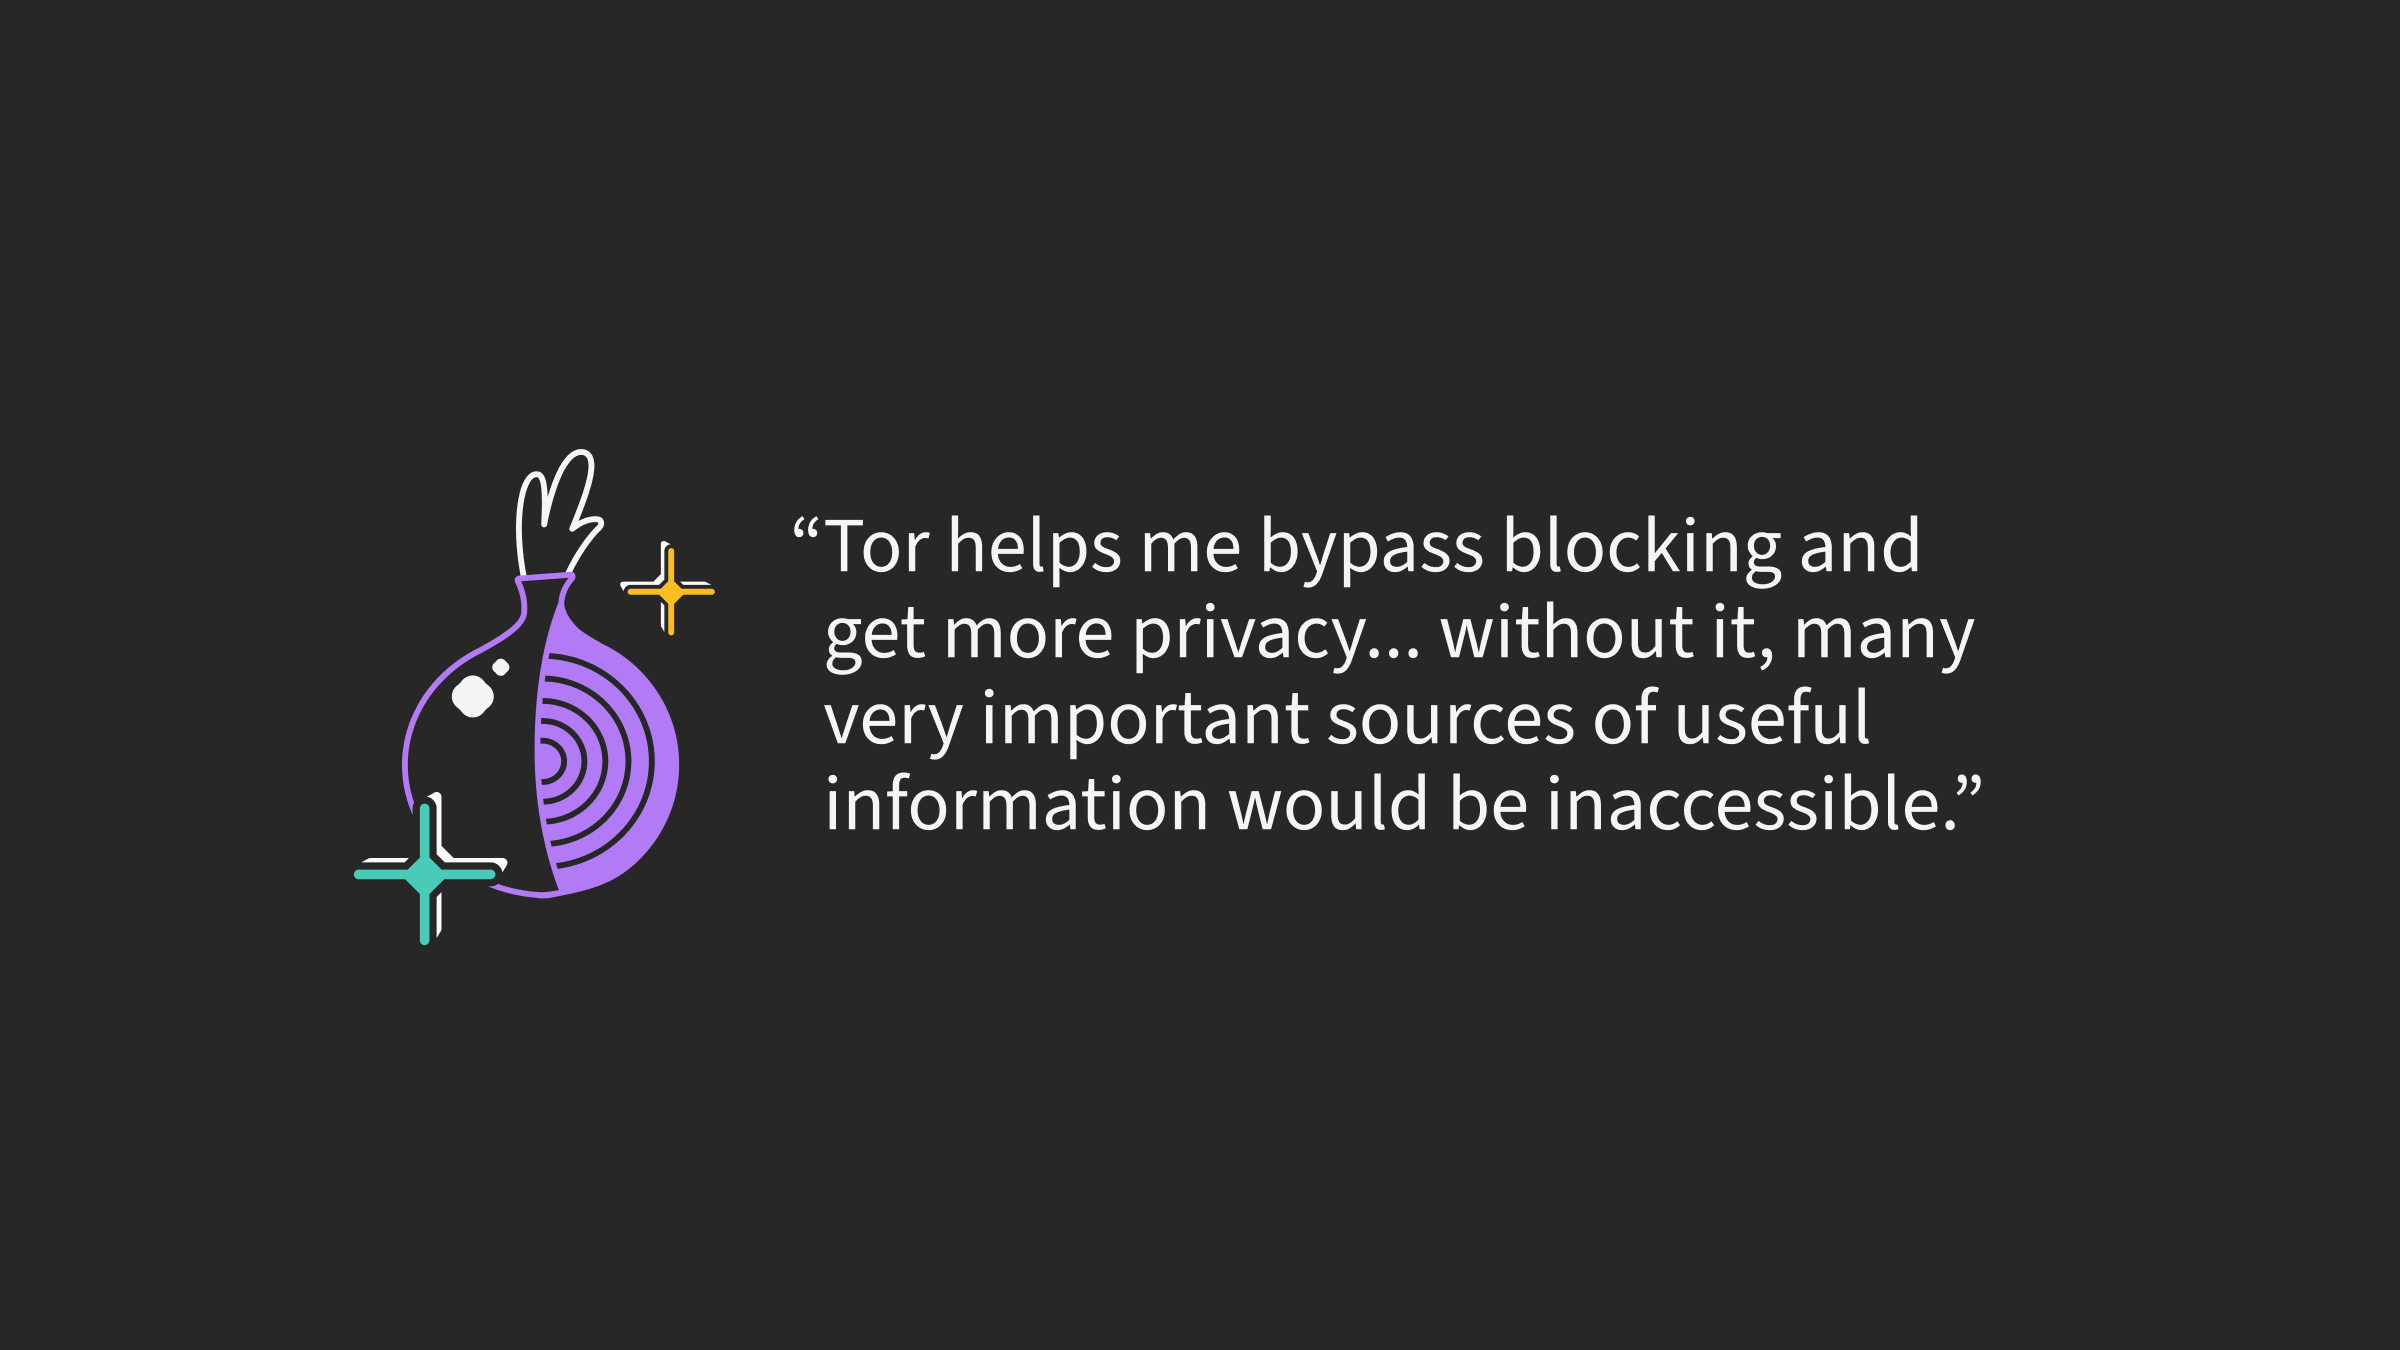 “Tor helps me bypass blocking and
get more privacy... without it, many
very important sources of useful
information would be inaccessible.”